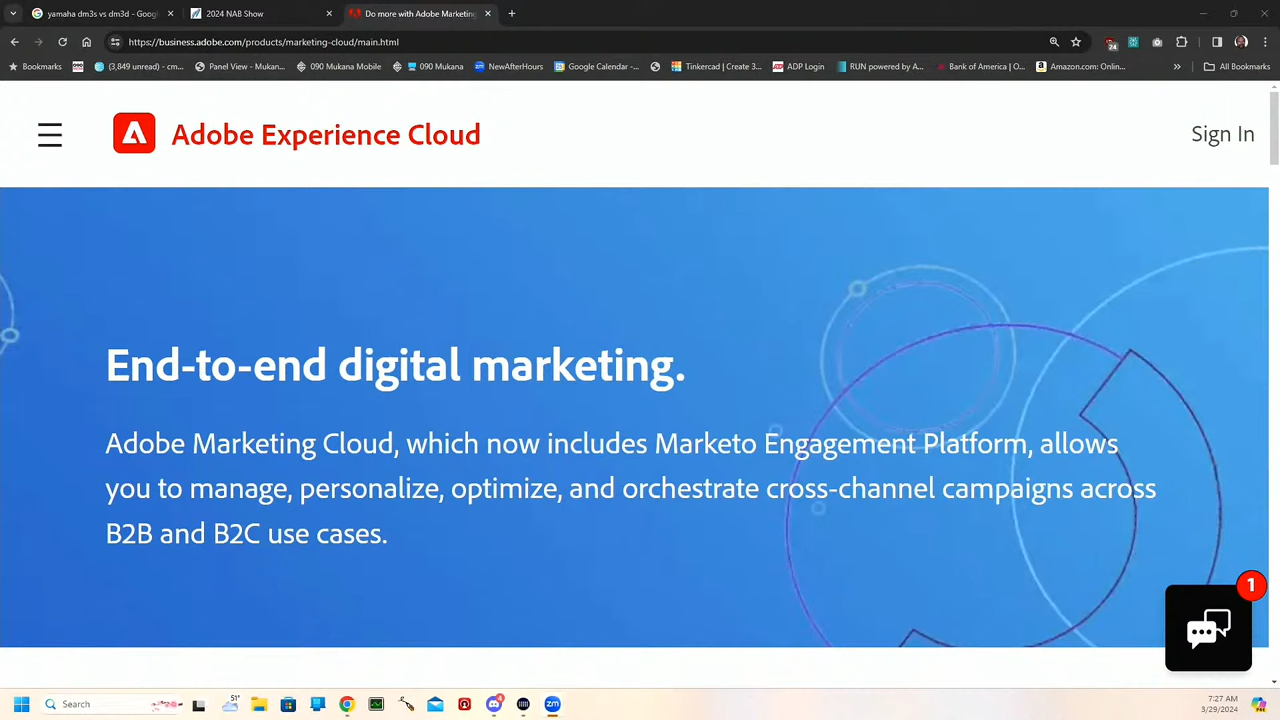 yamaha dm3s vs dm3d - Goog
2024 NAB Show
Do more with Adobe Marketing
https://business.adobe.com/products/marketing-cloud/main.html
24
Bookmarks
(3,849 unread) - cm...
Panel View - Mukan...
090 Mukana Mobile
090 Mukana
NewAfterHours
Google Calendar -...
Tinkercad | Create 3...
ADP Login
RUN powered by A...
Bank of America | O...
Amazon.com: Onlin...
All Bookmarks
Adobe Experience Cloud
Sign In
End-to-end digital marketing.
Adobe Marketing Cloud, which now includes Marketo Engagement Platform, allows
you to manage, personalize, optimize, and orchestrate cross-channel campaigns across
B2B and B2C use cases.
1
Search
51°
4
zm
7:27 AM
3/29/2024